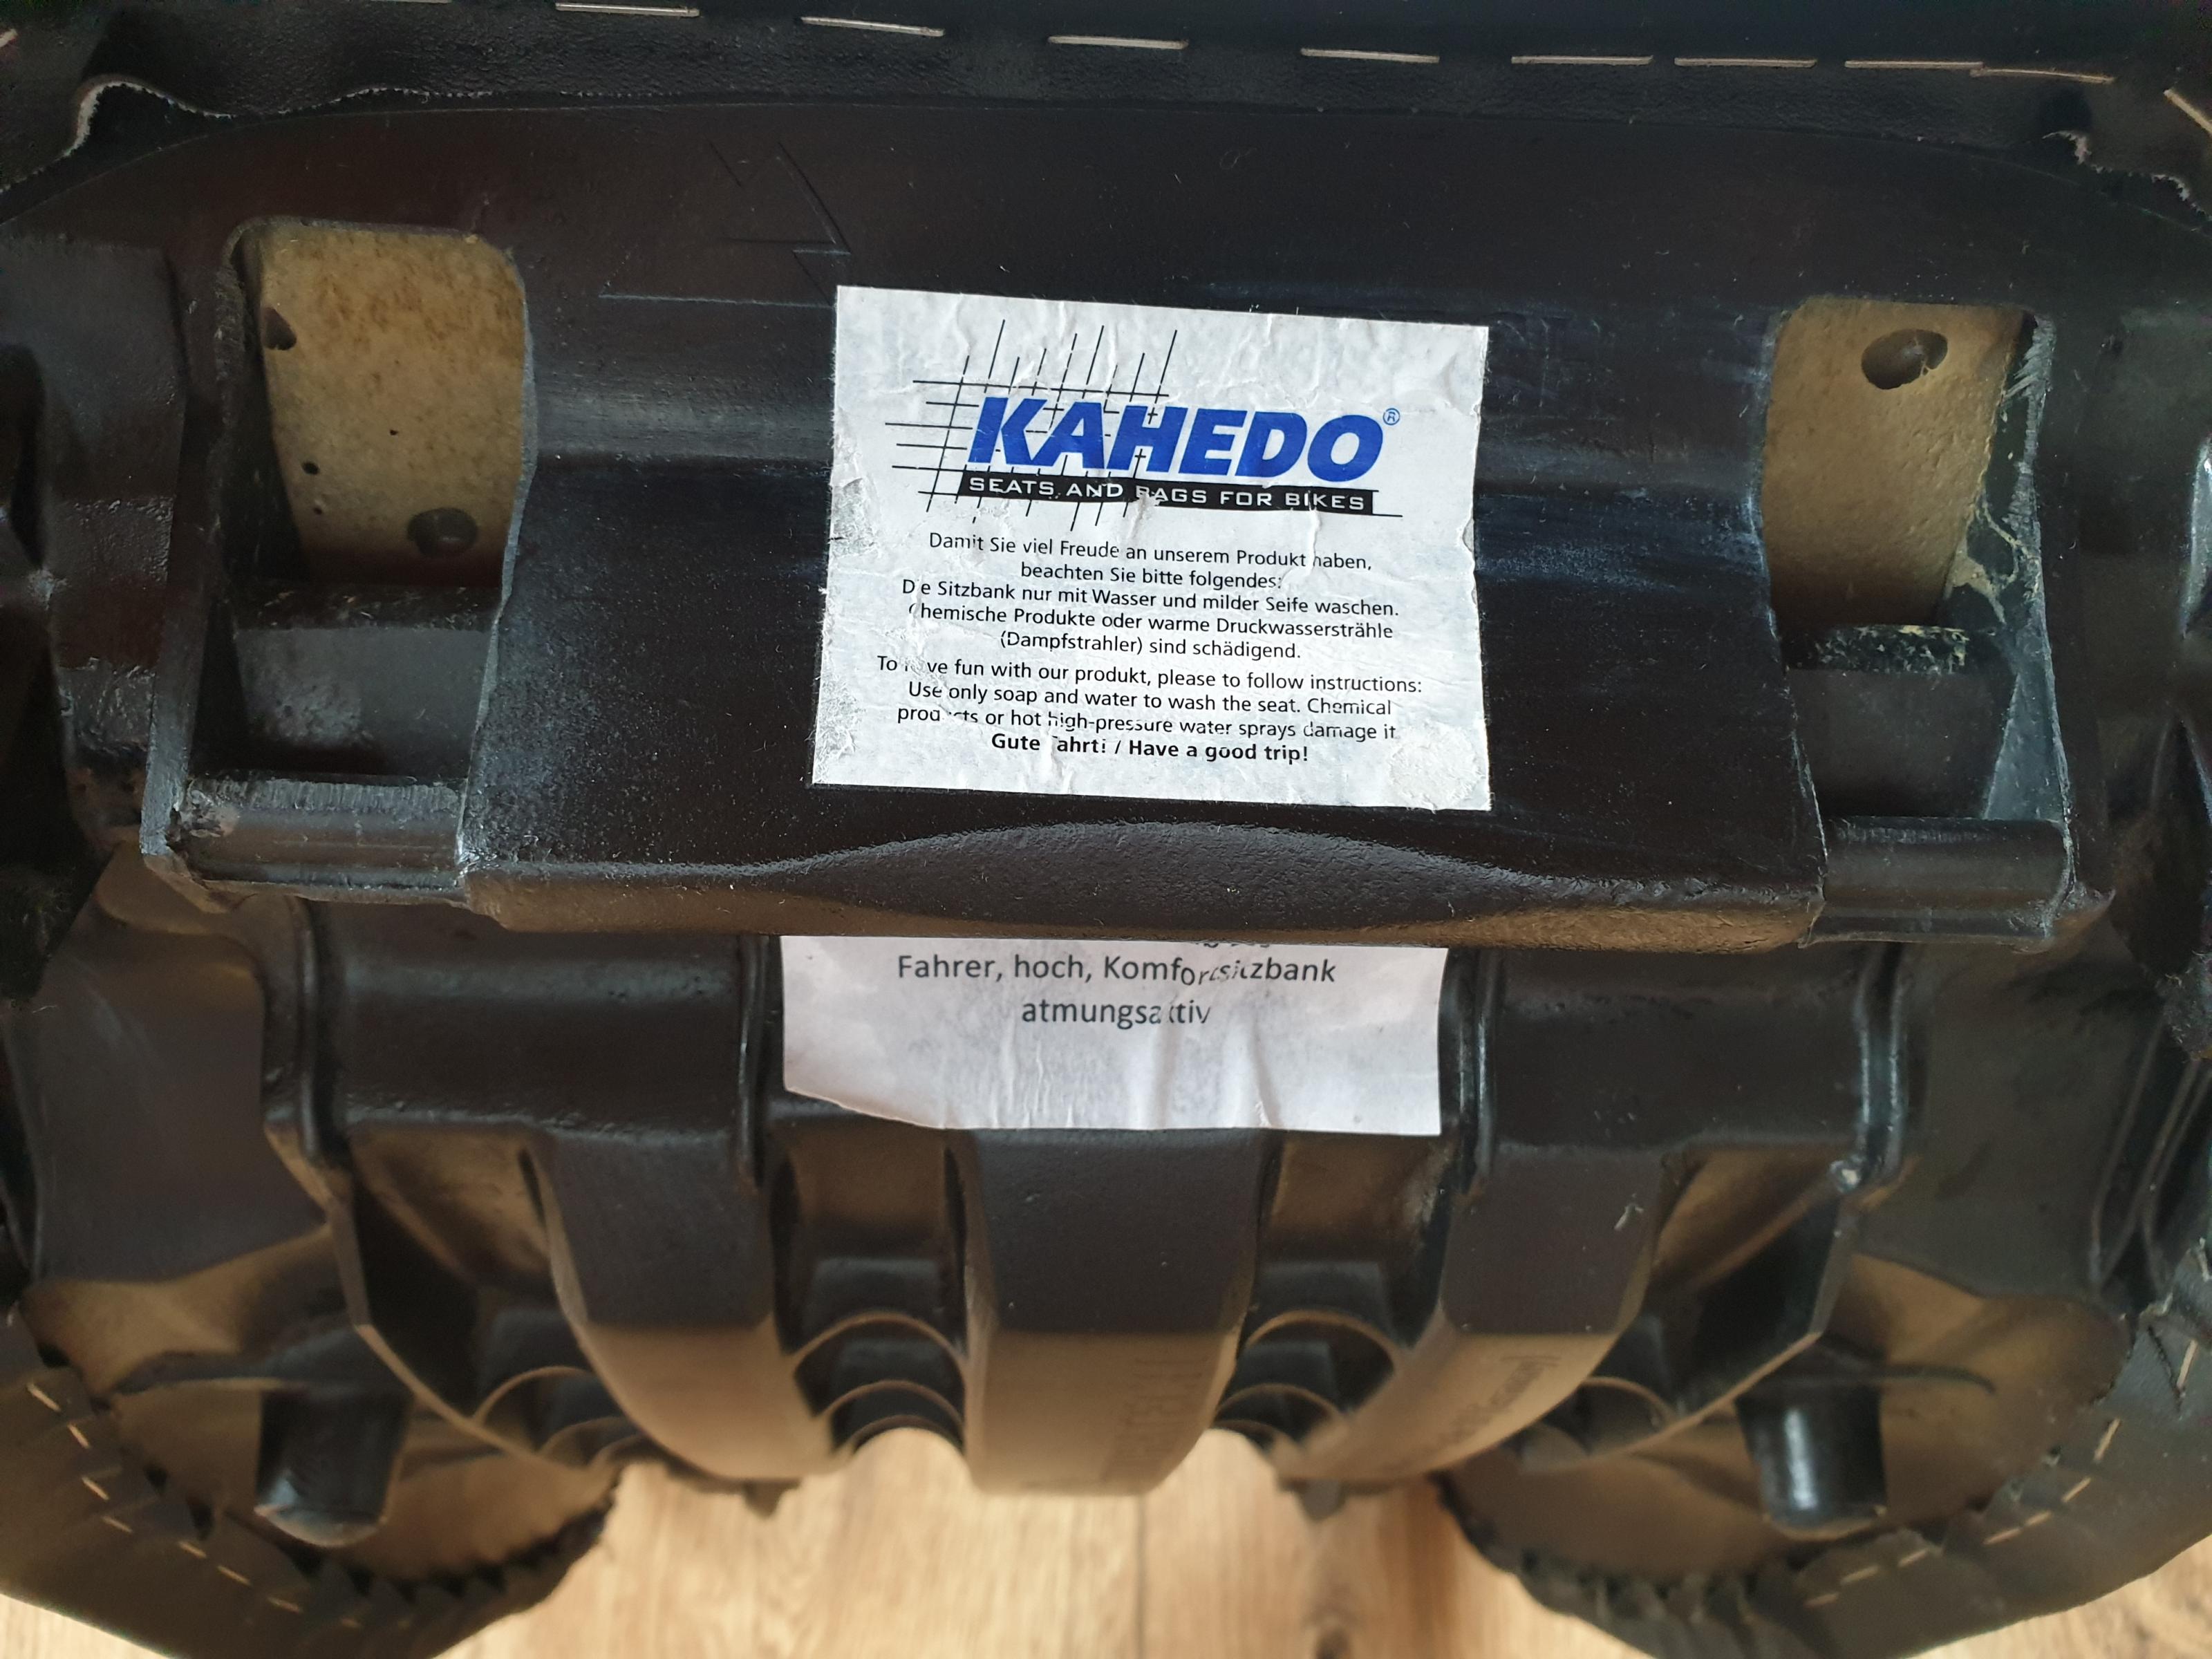 KAHEDO®
SEATS AND BAGS FOR BIKES
Damit Sie viel Freude an unserem Produkt haben,
beachten Sie bitte folgendes:
Die Sitzbank nur mit Wasser und milder Seife waschen.
Chemische Produkte oder warme Druckwassersträhle
(Dampfstrahler) sind schädigend.
To have fun with our produkt, please to follow instructions:
Use only soap and water to wash the seat. Chemical
products or hot high-pressure water sprays damage it
Gute Fahrt! / Have a good trip!
Fahrer, hoch, Komfortsitzbank
atmungsaktiv